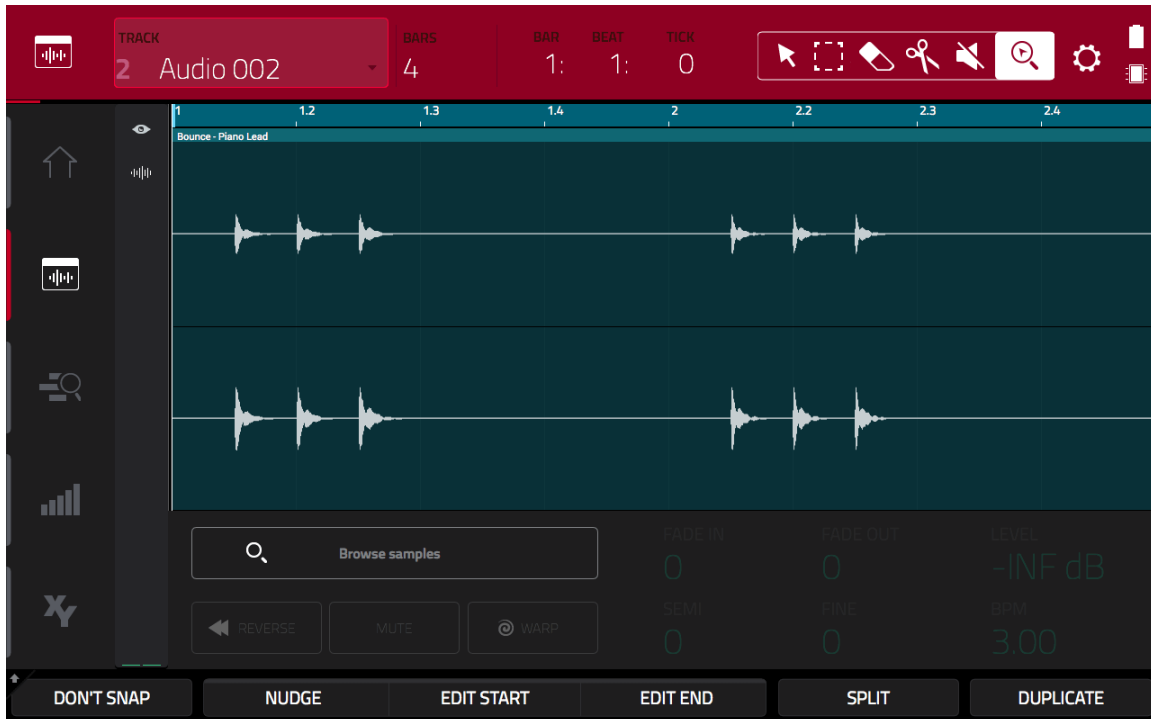 TRACK BARS BAR BEAT TICK
2 Audio 002 4 1: 1: 0
1 1.2 1.3 1.4 2 2.2 2.3 2.4
Bounce - Piano Lead
Browse samples
FADE IN FADE OUT LEVEL
0 0 -INF dB
REVERSE MUTE WARP
SEMI FINE BPM
0 0 3.00
XY
DON'T SNAP NUDGE EDIT START EDIT END SPLIT DUPLICATE